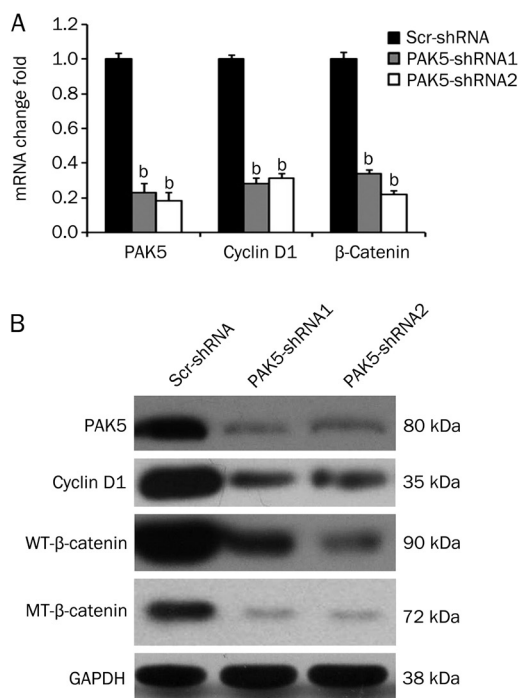 A
1.2
1.0
0.8
0.6
0.4
0.2
0.0
mRNA change fold
Scr-shRNA
PAK5-shRNA1
PAK5-shRNA2
b
b
b
b
b
b
PAK5
Cyclin D1
β-Catenin
B
Scr-shRNA
PAK5-shRNA1
PAK5-shRNA2
PAK5 80 kDa
Cyclin D1 35 kDa
WT-β-catenin 90 kDa
MT-β-catenin 72 kDa
GAPDH 38 kDa